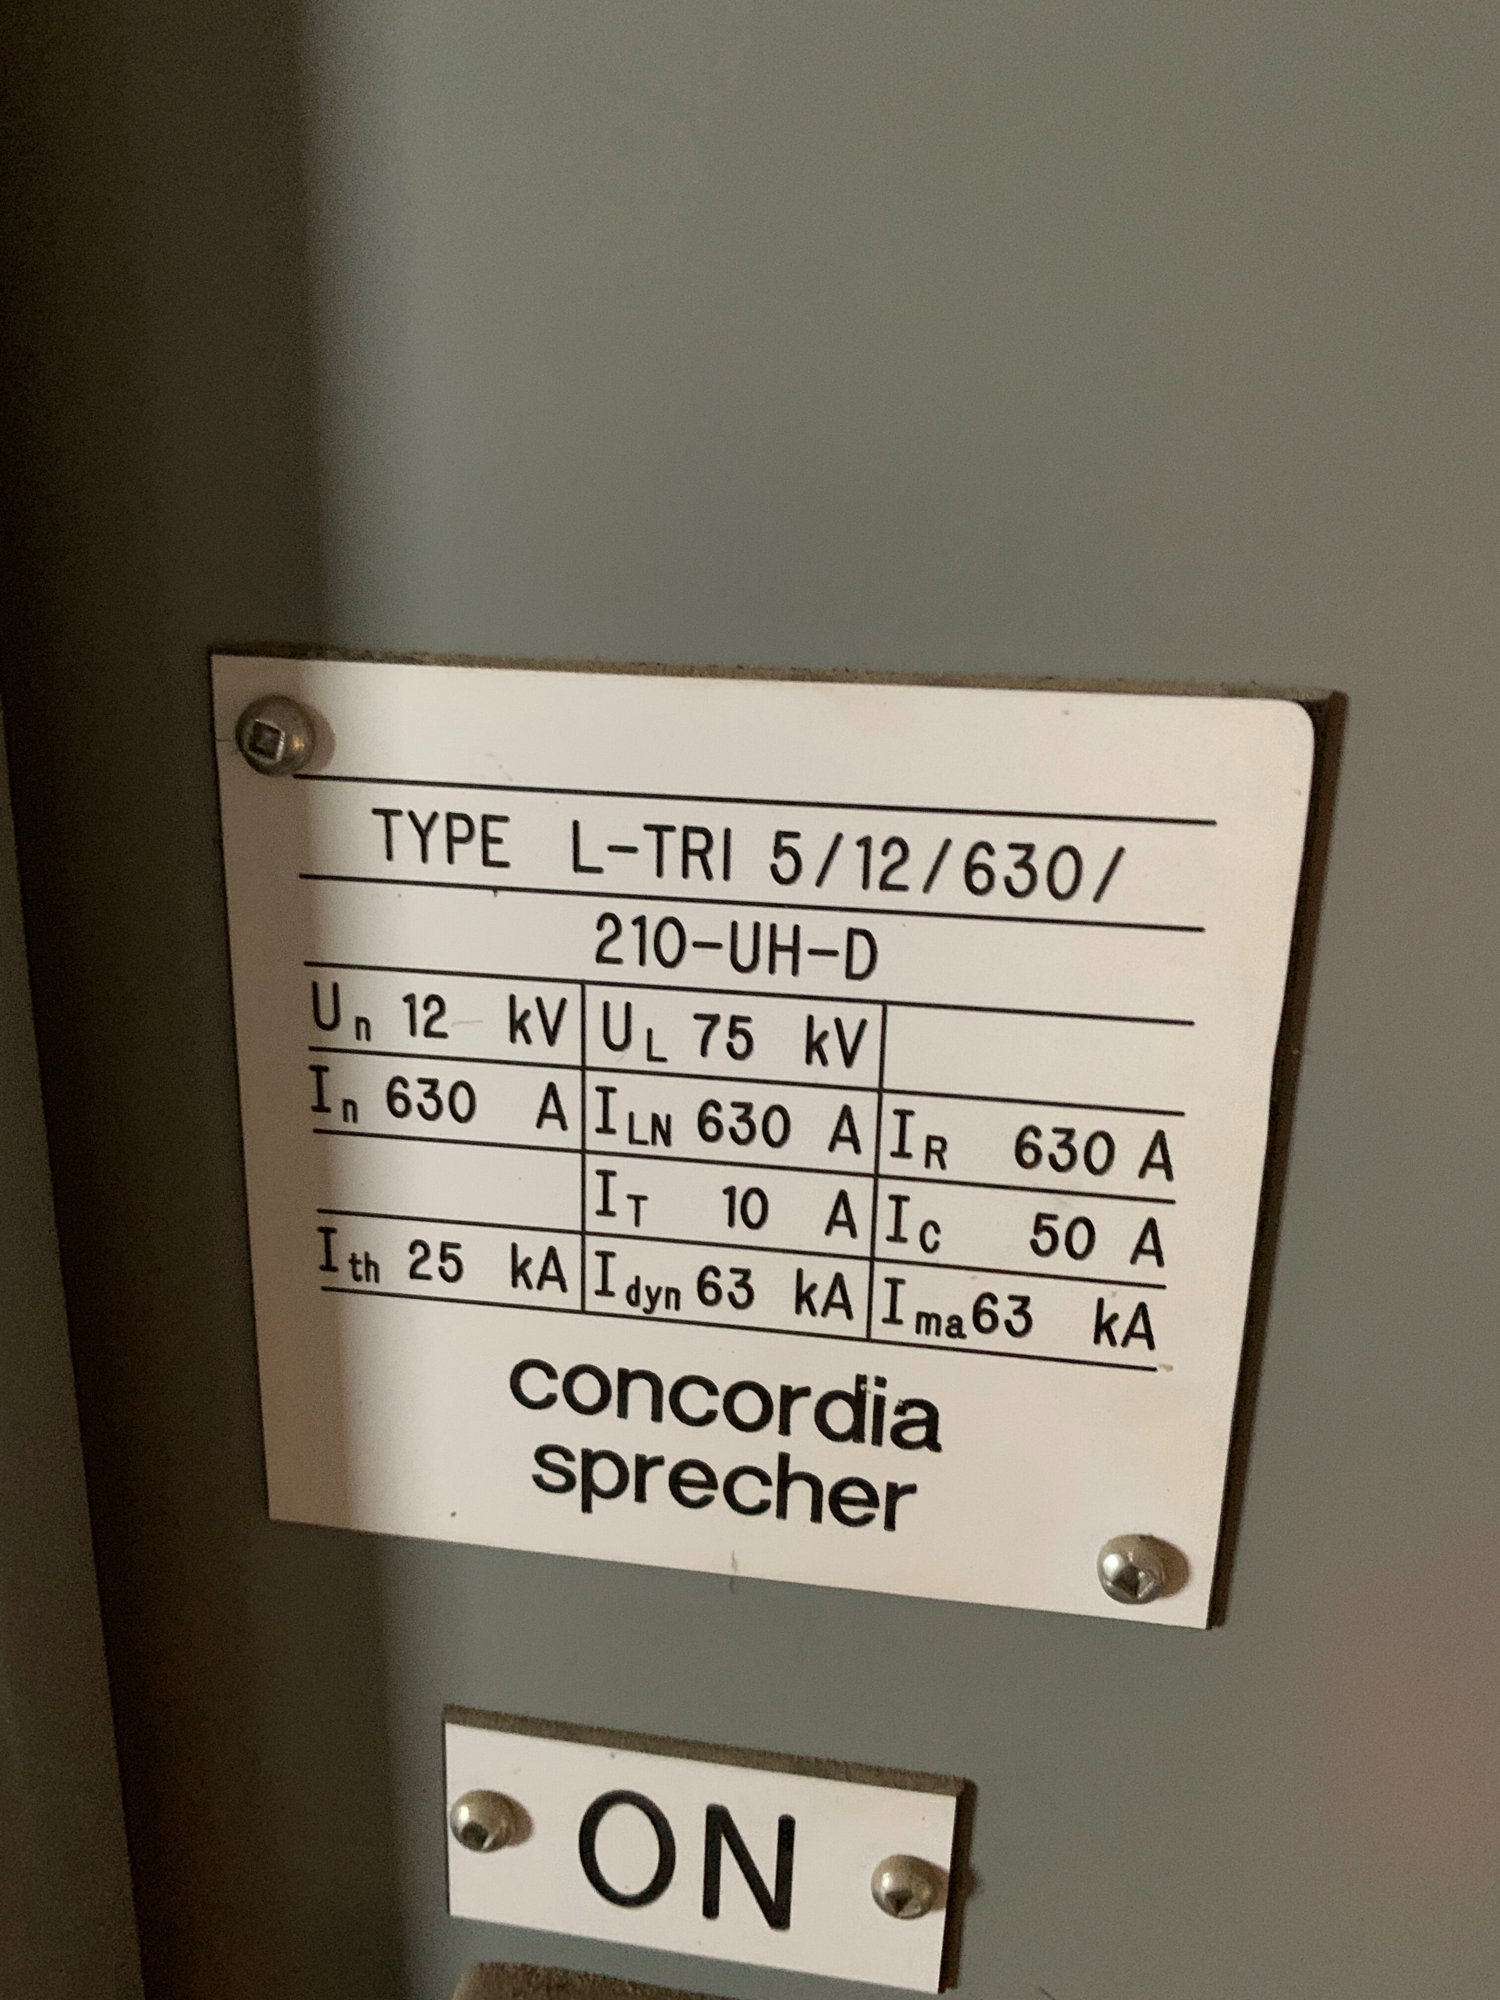 TYPE L-TRI 5/12/630/
210-UH-D
Un 12 kV UL 75 kV
In 630 A ILN 630 A IR 630 A
IT 10 A IC 50 A
Ith 25 kA Idyn 63 kA Ima 63 kA
concordia
sprecher
ON